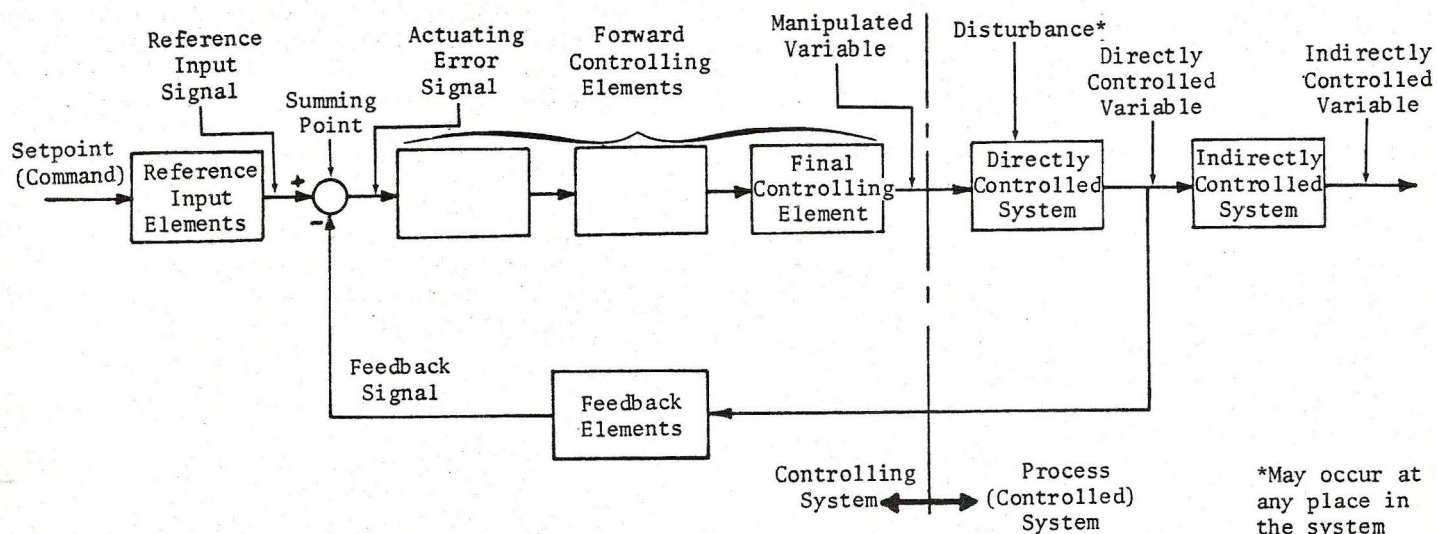 Reference
Input
Signal
Summing
Point
Actuating
Error
Signal
Forward
Controlling
Elements
Manipulated
Variable
Disturbance*
Directly
Controlled
Variable
Indirectly
Controlled
Variable
Setpoint
(Command)
Reference
Input
Elements
+
-
Final
Controlling
Element
Directly
Controlled
System
Indirectly
Controlled
System
Feedback
Signal
Feedback
Elements
Controlling
System
Process
(Controlled)
System
*May occur at
any place in
the system